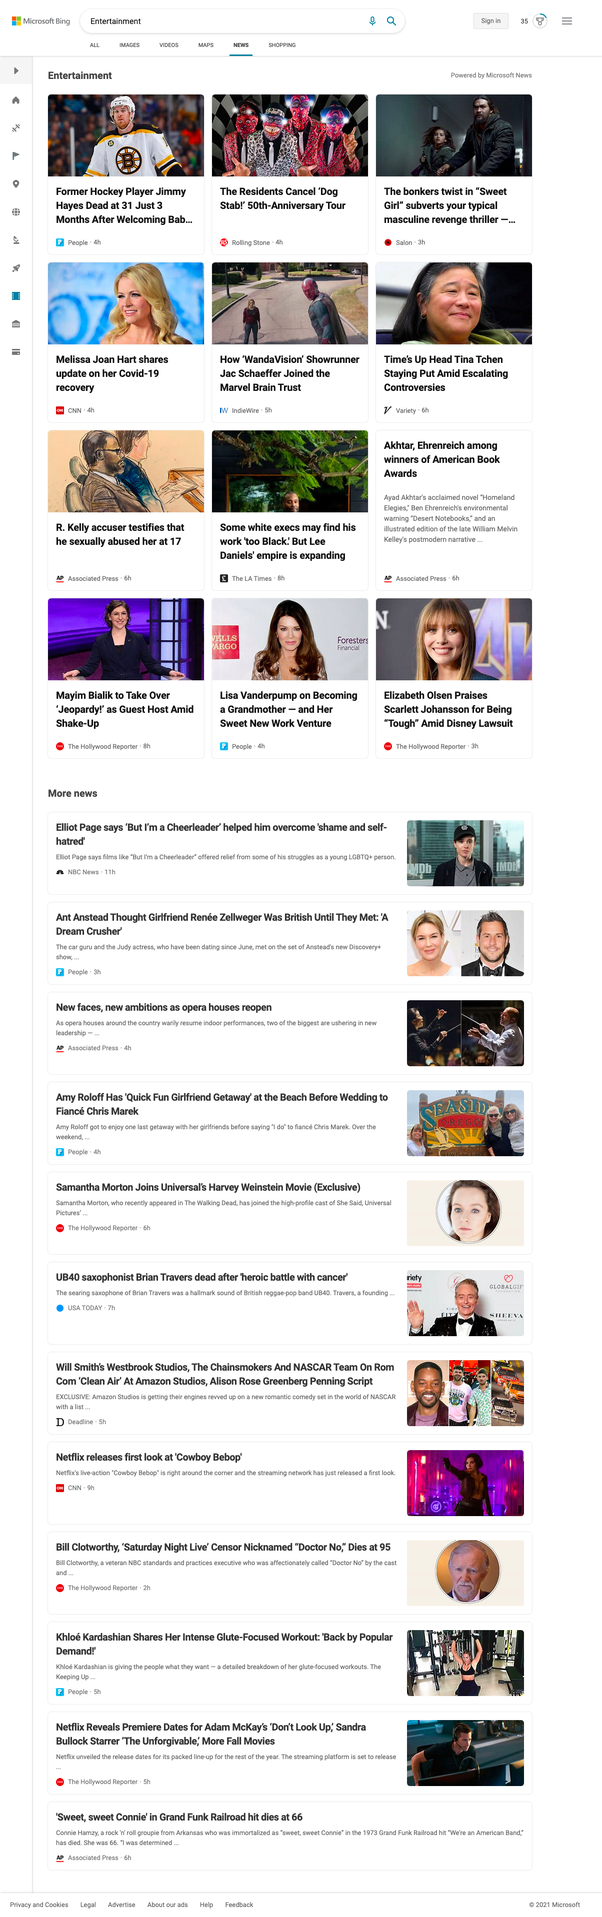 Microsoft Bing
Entertainment
Sign in
35
ALL IMAGES VIDEOS MAPS NEWS SHOPPING
Entertainment
Powered by Microsoft News
Former Hockey Player Jimmy
Hayes Dead at 31 Just 3
Months After Welcoming Bab...
People · 4h
The Residents Cancel ‘Dog
Stab!’ 50th-Anniversary Tour
Rolling Stone · 4h
The bonkers twist in “Sweet
Girl” subverts your typical
masculine revenge thriller —...
Salon · 3h
Melissa Joan Hart shares
update on her Covid-19
recovery
CNN · 4h
How ‘WandaVision’ Showrunner
Jac Schaeffer Joined the
Marvel Brain Trust
IW IndieWire · 5h
Time’s Up Head Tina Tchen
Staying Put Amid Escalating
Controversies
Variety · 6h
R. Kelly accuser testifies that
he sexually abused her at 17
AP Associated Press · 6h
Some white execs may find his
work 'too Black.' But Lee
Daniels' empire is expanding
The LA Times · 8h
Akhtar, Ehrenreich among
winners of American Book
Awards
Ayad Akhtar's acclaimed novel “Homeland
Elegies," Ben Ehrenreich's environmental
warning “Desert Notebooks,” and an
illustrated edition of the late William Melvin
Kelley's postmodern narrative ...
AP Associated Press · 6h
Mayim Bialik to Take Over
‘Jeopardy!’ as Guest Host Amid
Shake-Up
The Hollywood Reporter · 8h
WELLS
FARGO
Foresters
Financial
Lisa Vanderpump on Becoming
a Grandmother — and Her
Sweet New Work Venture
People · 4h
N.
Elizabeth Olsen Praises
Scarlett Johansson for Being
“Tough” Amid Disney Lawsuit
The Hollywood Reporter · 3h
More news
Elliot Page says ‘But I’m a Cheerleader’ helped him overcome 'shame and self-
hatred'
Elliot Page says films like “But I’m a Cheerleader” offered relief from some of his struggles as a young LGBTQ+ person.
NBC News · 11h
IMDb
IMDb
Ant Anstead Thought Girlfriend Renée Zellweger Was British Until They Met: 'A
Dream Crusher'
The car guru and the Judy actress, who have been dating since June, met on the set of Anstead's new Discovery+
show, ...
People · 3h
New faces, new ambitions as opera houses reopen
As opera houses around the country warily resume indoor performances, two of the biggest are ushering in new
leadership — ...
AP Associated Press · 4h
Amy Roloff Has 'Quick Fun Girlfriend Getaway' at the Beach Before Wedding to
Fiancé Chris Marek
Amy Roloff got to enjoy one last getaway with her girlfriends before saying "I do" to fiancé Chris Marek. Over the
weekend, ...
People · 4h
SEASID
Samantha Morton Joins Universal’s Harvey Weinstein Movie (Exclusive)
Samantha Morton, who recently appeared in The Walking Dead, has joined the high-profile cast of She Said, Universal
Pictures’ ...
The Hollywood Reporter · 6h
UB40 saxophonist Brian Travers dead after 'heroic battle with cancer'
The searing saxophone of Brian Travers was a hallmark sound of British reggae-pop band UB40. Travers, a founding ...
USA TODAY · 7h
riety
GLOBALGIF
SHEEVA
Will Smith’s Westbrook Studios, The Chainsmokers And NASCAR Team On Rom
Com ‘Clean Air’ At Amazon Studios, Alison Rose Greenberg Penning Script
EXCLUSIVE: Amazon Studios is getting their engines revved up on a new romantic comedy set in the world of NASCAR
with a list ...
D Deadline · 5h
Netflix releases first look at 'Cowboy Bebop'
Netflix's live-action "Cowboy Bebop" is right around the corner and the streaming network has just released a first look.
CNN · 9h
Bill Clotworthy, ‘Saturday Night Live’ Censor Nicknamed “Doctor No,” Dies at 95
Bill Clotworthy, a veteran NBC standards and practices executive who was affectionately called “Doctor No” by the cast
and ...
The Hollywood Reporter · 2h
Khloé Kardashian Shares Her Intense Glute-Focused Workout: 'Back by Popular
Demand!'
Khloé Kardashian is giving the people what they want — a detailed breakdown of her glute-focused workouts. The
Keeping Up ...
People · 5h
Netflix Reveals Premiere Dates for Adam McKay’s ‘Don’t Look Up,’ Sandra
Bullock Starrer ‘The Unforgivable,’ More Fall Movies
Netflix unveiled the release dates for its packed line-up for the rest of the year. The streaming platform is set to release
...
The Hollywood Reporter · 5h
'Sweet, sweet Connie' in Grand Funk Railroad hit dies at 66
Connie Hamzy, a rock ‘n’ roll groupie from Arkansas who was immortalized as “sweet, sweet Connie” in the 1973 Grand Funk Railroad hit “We’re an American Band,”
has died. She was 66. “I was determined ...
AP Associated Press · 6h
Privacy and Cookies Legal Advertise About our ads Help Feedback
© 2021 Microsoft